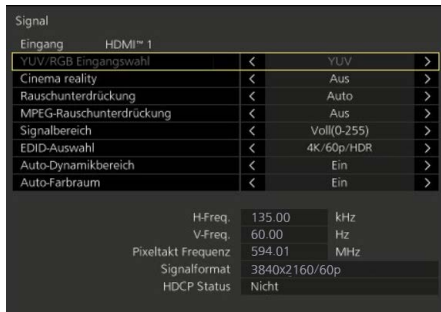 Signal
Eingang HDMI™ 1
YUV/RGB Eingangswahl < YUV >
Cinema reality < Aus >
Rauschunterdrückung < Auto >
MPEG-Rauschunterdrückung < Aus >
Signalbereich < Voll(0-255) >
EDID-Auswahl < 4K/60p/HDR >
Auto-Dynamikbereich < Ein >
Auto-Farbraum < Ein >
H-Freq. 135.00 kHz
V-Freq. 60.00 Hz
Pixeltakt Frequenz 594.01 MHz
Signalformat 3840x2160/60p
HDCP Status Nicht